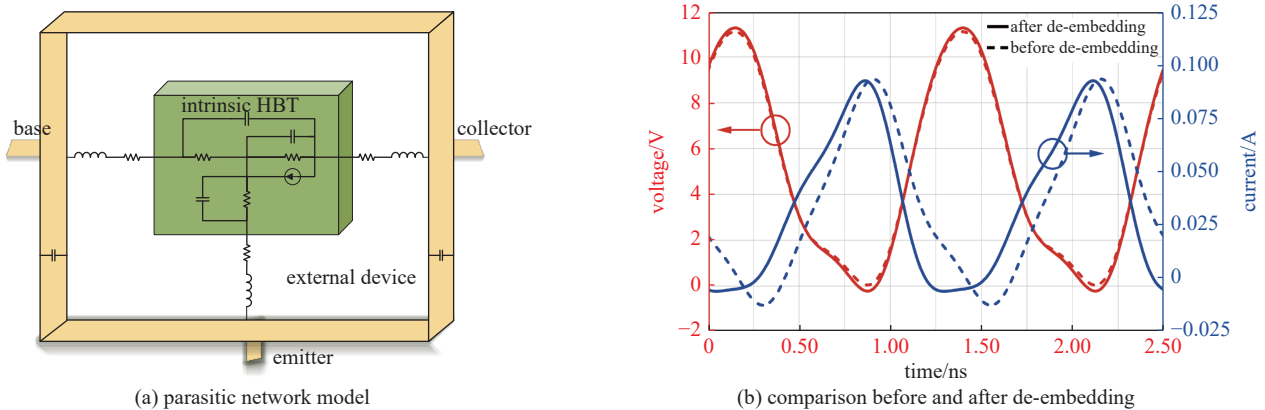 intrinsic HBT
base
collector
external device
emitter
(a) parasitic network model
12
10
8
6
4
2
0
−2
voltage/V
after de-embedding
before de-embedding
0.125
0.100
0.075
0.050
0.025
0
−0.025
current/A
0
0.50
1.00
1.50
2.00
2.50
time/ns
(b) comparison before and after de-embedding